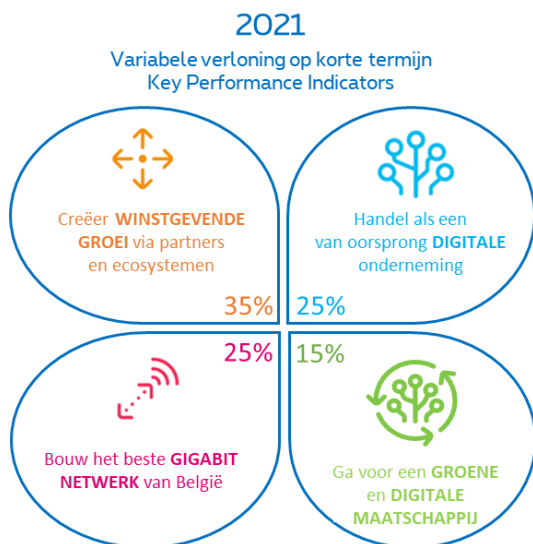 2021
Variabele verloning op korte termijn
Key Performance Indicators
Creëer WINSTGEVENDE
GROEI via partners
en ecosystemen
35%
Handel als een
van oorsprong DIGITALE
onderneming
25%
25%
Bouw het beste GIGABIT
NETWERK van België
15%
Ga voor een GROENE
en DIGITALE
MAATSCHAPPIJ